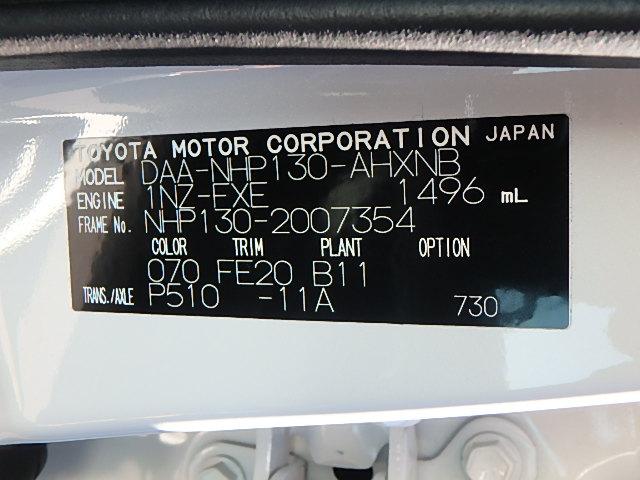 TOYOTA MOTOR CORPORATION JAPAN
MODEL DAA-NHP130-AHXNB
ENGINE 1NZ-EXE 1496 mL
FRAME No. NHP130-2007354
COLOR TRIM PLANT OPTION
070 FE20 B11
TRANS./AXLE P510 -11A 730